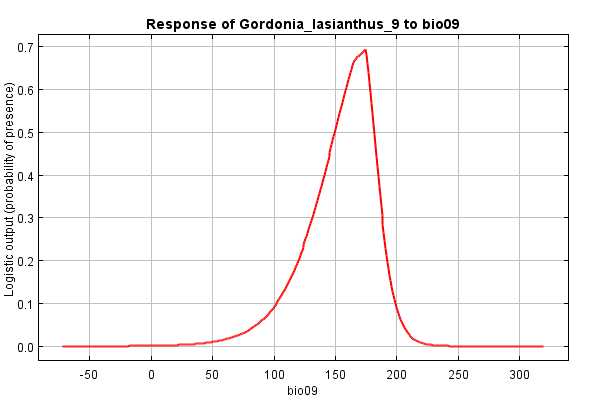 Response of Gordonia_lasianthus_9 to bio09
Logistic output (probability of presence)
0.7
0.6
0.5
0.4
0.3
0.2
0.1
0.0
-50 0 50 100 150 200 250 300
bio09